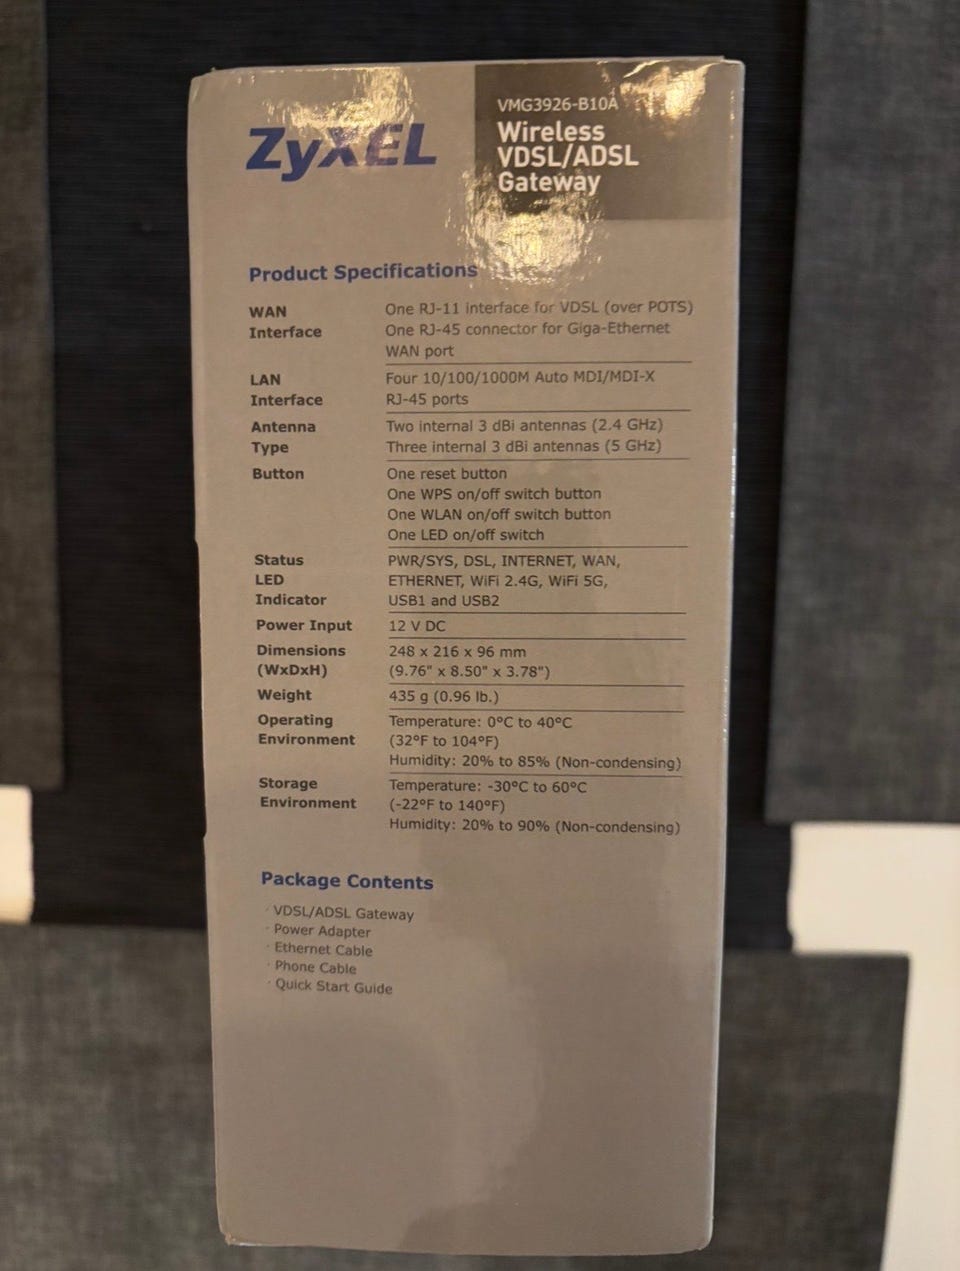 ZyXEL
VMG3926-B10A
Wireless
VDSL/ADSL
Gateway
Product Specifications
WAN Interface
One RJ-11 interface for VDSL (over POTS)
One RJ-45 connector for Giga-Ethernet
WAN port
LAN Interface
Four 10/100/1000M Auto MDI/MDI-X
RJ-45 ports
Antenna Type
Two internal 3 dBi antennas (2.4 GHz)
Three internal 3 dBi antennas (5 GHz)
Button
One reset button
One WPS on/off switch button
One WLAN on/off switch button
One LED on/off switch
Status LED Indicator
PWR/SYS, DSL, INTERNET, WAN,
ETHERNET, WiFi 2.4G, WiFi 5G,
USB1 and USB2
Power Input
12 V DC
Dimensions (WxDxH)
248 x 216 x 96 mm
(9.76" x 8.50" x 3.78")
Weight
435 g (0.96 lb.)
Operating Environment
Temperature: 0°C to 40°C
(32°F to 104°F)
Humidity: 20% to 85% (Non-condensing)
Storage Environment
Temperature: -30°C to 60°C
(-22°F to 140°F)
Humidity: 20% to 90% (Non-condensing)
Package Contents
· VDSL/ADSL Gateway
· Power Adapter
· Ethernet Cable
· Phone Cable
· Quick Start Guide